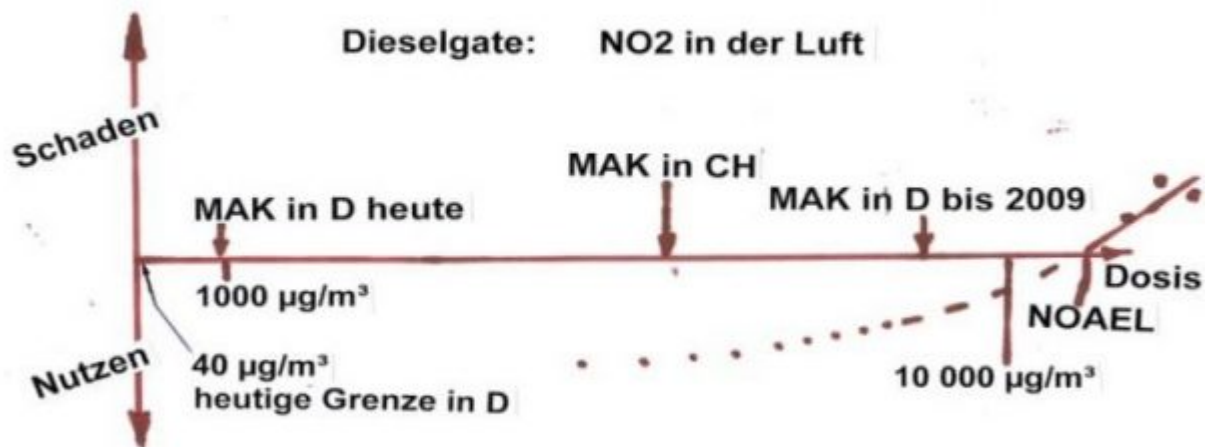 Dieselgate: NO2 in der Luft
Schaden
MAK in D heute
MAK in CH
MAK in D bis 2009
1000 µg/m³
Dosis
NOAEL
Nutzen
40 µg/m³
heutige Grenze in D
10 000 µg/m³